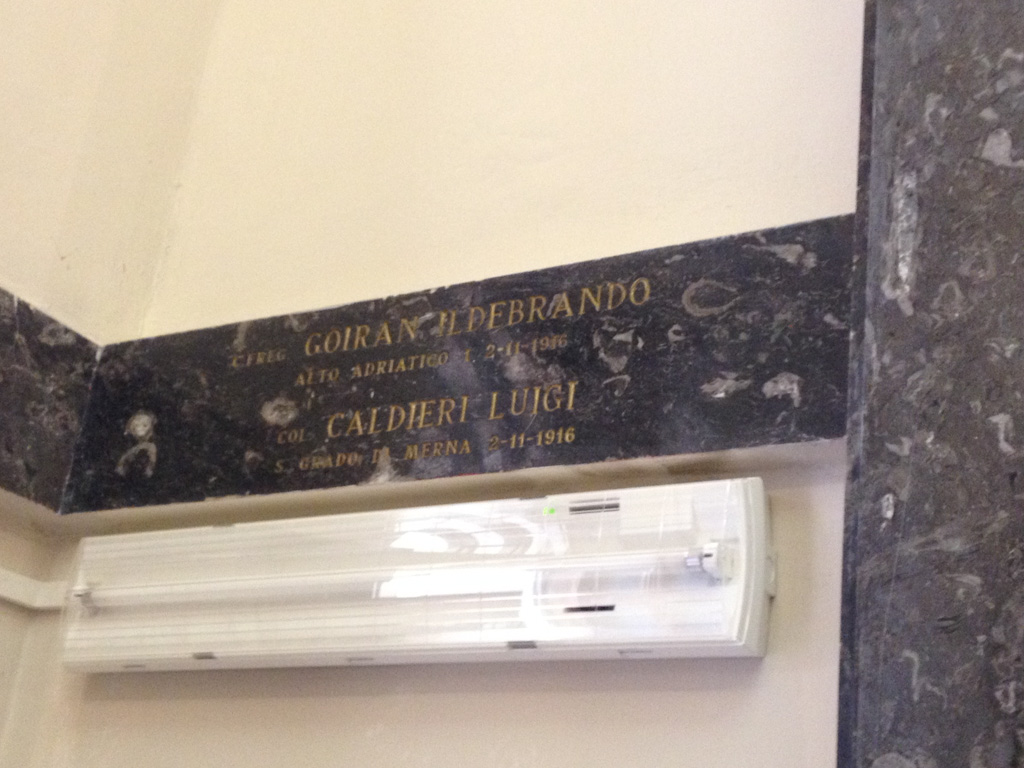 C.FREG GOIRAN ILDEBRANDO
ALTO ADRIATICO 1. 2-11-1916
COL. CALDIERI LUIGI
S. GRADO DI MERNA 2-11-1916